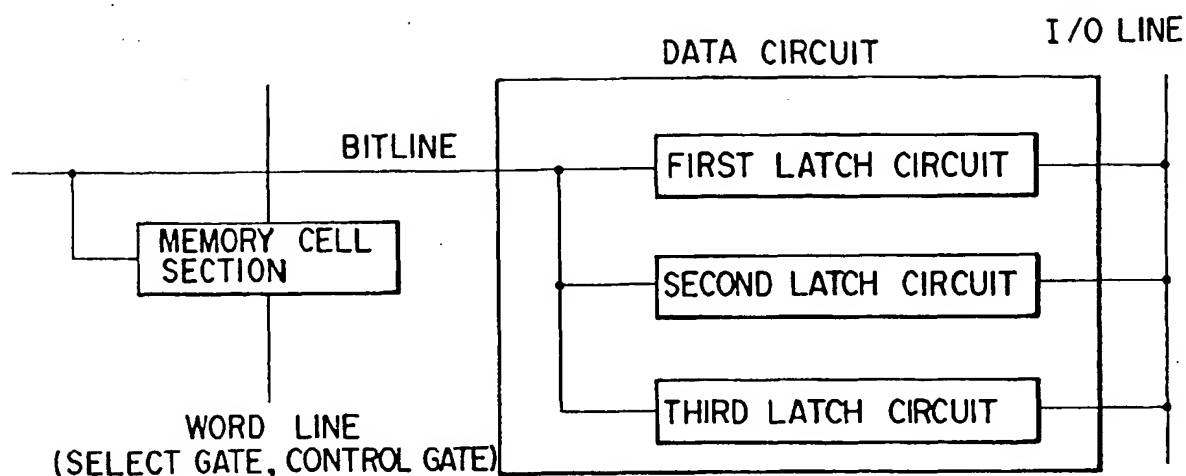 I/O LINE
DATA CIRCUIT
BITLINE
FIRST LATCH CIRCUIT
MEMORY CELL
SECTION
SECOND LATCH CIRCUIT
THIRD LATCH CIRCUIT
WORD LINE
(SELECT GATE, CONTROL GATE)